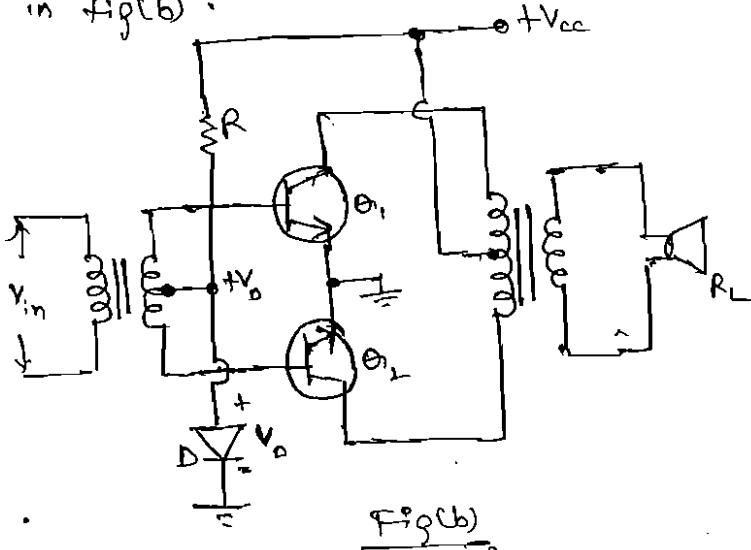 in fig(b).
+Vcc
R
Q1
Vin
+VD
RL
Q2
+
D VD
-
Fig(b)